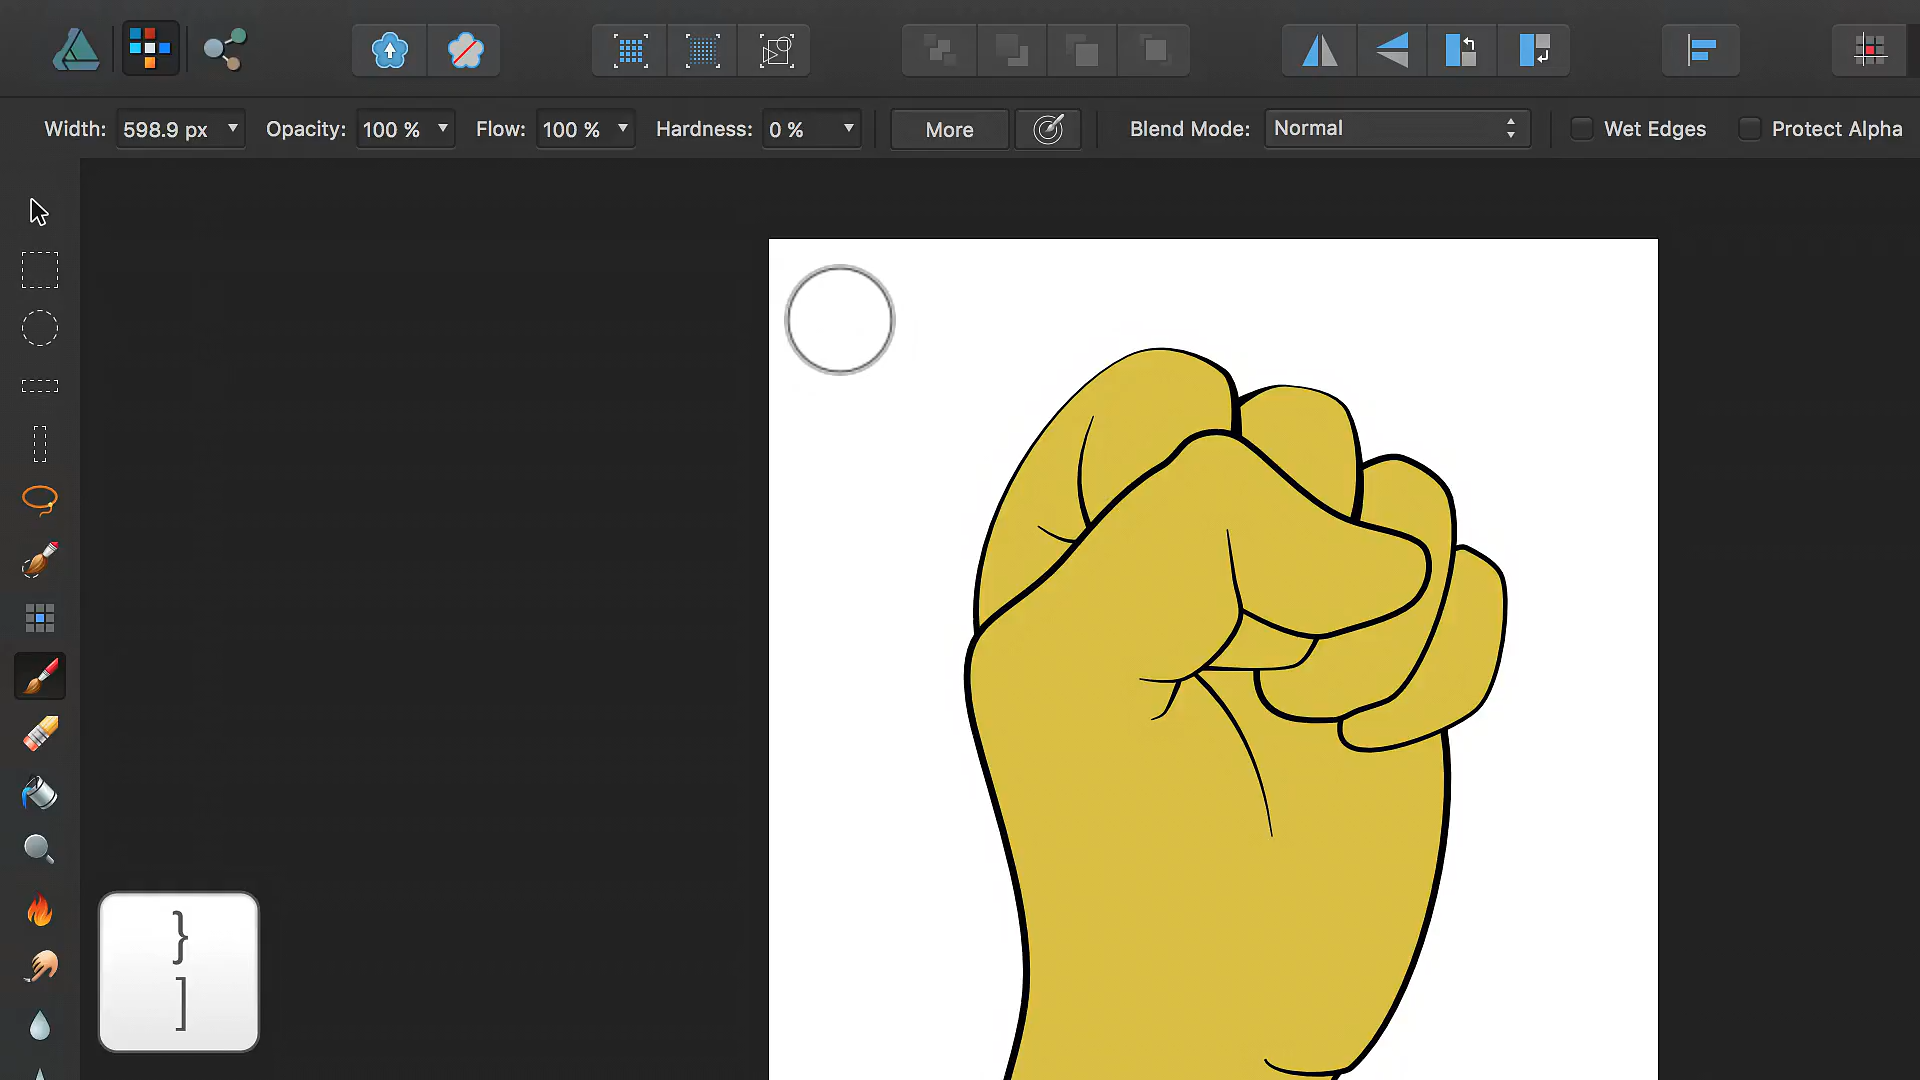 Width: 598.9 px Opacity: 100 % Flow: 100 % Hardness: 0 % More Blend Mode: Normal Wet Edges Protect Alpha
}
]